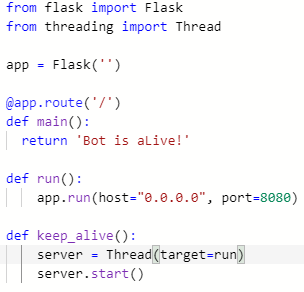 from flask import Flask
from threading import Thread
app = Flask('')
@app.route('/')
def main():
return 'Bot is aLive!'
def run():
app.run(host="0.0.0.0", port=8080)
def keep_alive():
server = Thread(target=run)
server.start()